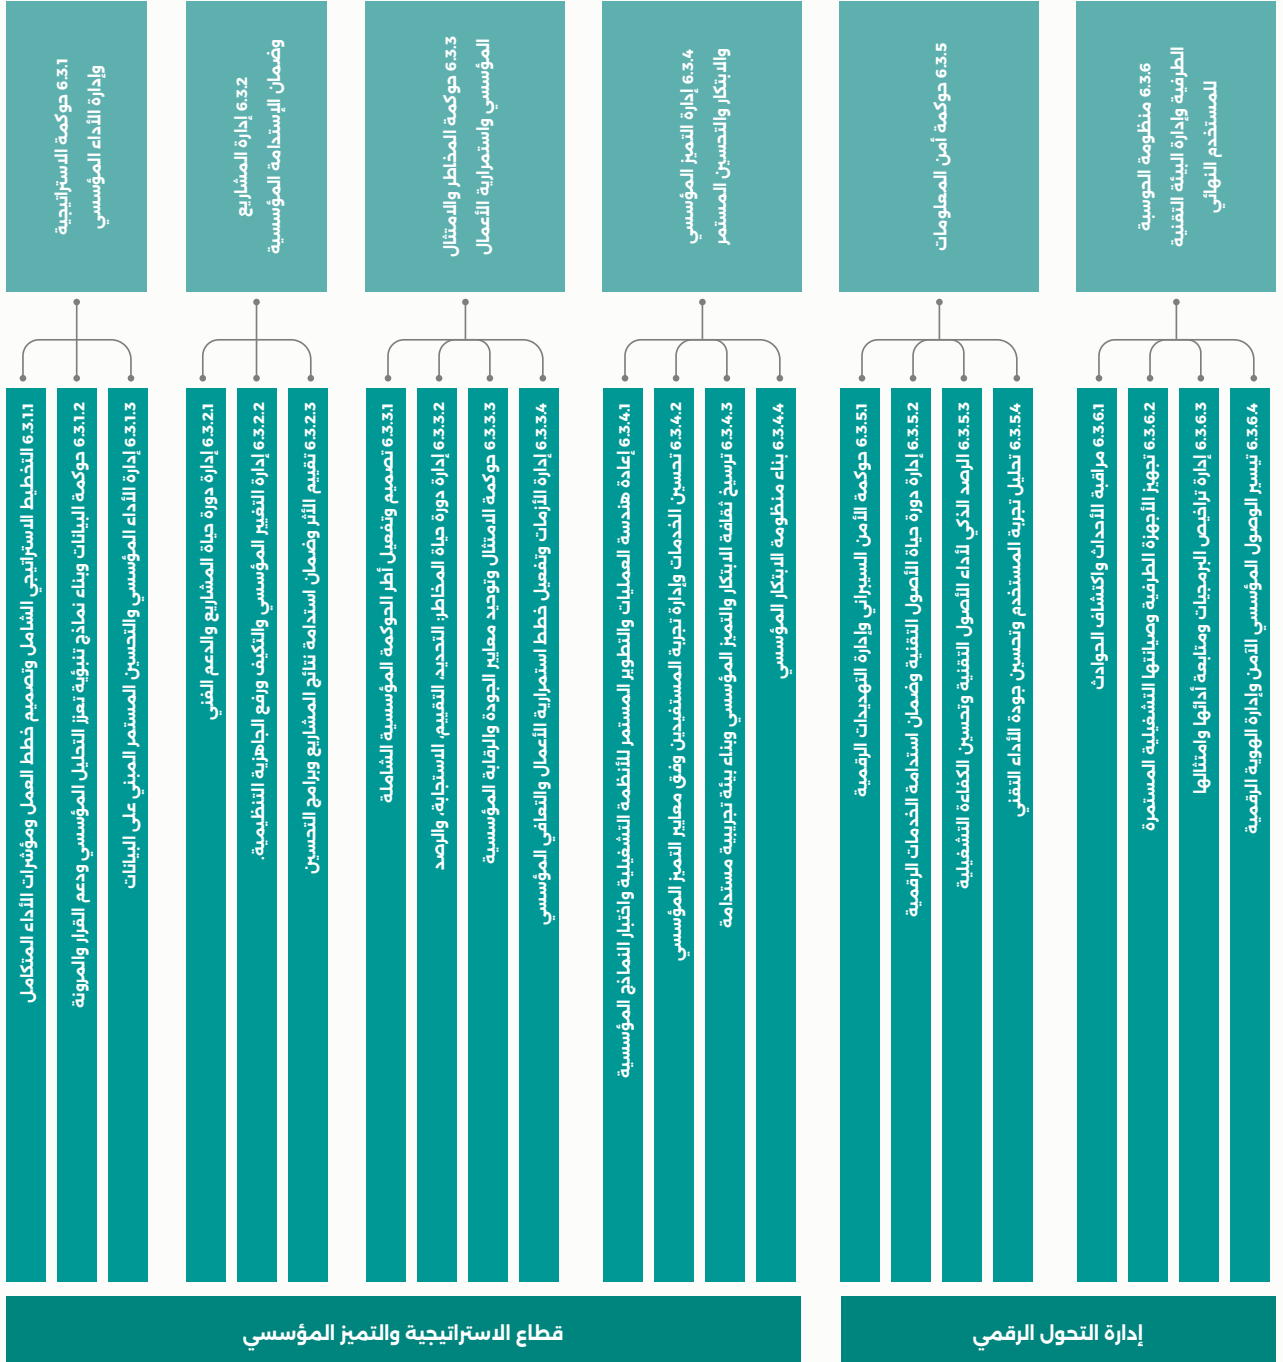 6.3.1 حوكمة الاستراتيجية
وإدارة الأداء المؤسسي
6.3.2 إدارة المشاريع
وضمان الإستدامة المؤسسية
6.3.3 حوكمة المخاطر والامتثال
المؤسسي واستمرارية الأعمال
6.3.4 إدارة التميز المؤسسي
والابتكار والتحسين المستمر
6.3.5 حوكمة أمن المعلومات
6.3.6 منظومة الحوسبة
الطرفية وإدارة البيئة التقنية
للمستخدم النهائي
6.3.1.1 التخطيط الاستراتيجي الشامل وتصميم خطط العمل ومؤشرات الأداء المتكامل
6.3.1.2 حوكمة البيانات وبناء نماذج تنبؤية تعزز التحليل المؤسسي ودعم القرار والمرونة
6.3.1.3 إدارة الأداء المؤسسي والتحسين المستمر المبني على البيانات
6.3.2.1 إدارة دورة حياة المشاريع والدعم الفني
6.3.2.2 إدارة التغيير المؤسسي والتكيف ورفع الجاهزية التنظيمية.
6.3.2.3 تقييم الأثر وضمان استدامة نتائج المشاريع وبرامج التحسين
6.3.3.1 تصميم وتفعيل أطر الحوكمة المؤسسية الشاملة
6.3.3.2 إدارة دورة حياة المخاطر: التحديد، التقييم، الاستجابة، والرصد
6.3.3.3 حوكمة الامتثال وتوحيد معايير الجودة والرقابة المؤسسية
6.3.3.4 إدارة الأزمات وتفعيل خطط استمرارية الأعمال والتعافي المؤسسي
6.3.4.1 إعادة هندسة العمليات والتطوير المستمر للأنظمة التشغيلية واختبار النماذج المؤسسية
6.3.4.2 تحسين الخدمات وإدارة تجربة المستفيدين وفق معايير التميز المؤسسي
6.3.4.3 ترسيخ ثقافة الابتكار والتميز المؤسسي وبناء بيئة تجريبية مستدامة
6.3.4.4 بناء منظومة الابتكار المؤسسي
6.3.5.1 حوكمة الأمن السيبراني وإدارة التهديدات الرقمية
6.3.5.2 إدارة دورة حياة الأصول التقنية وضمان استدامة الخدمات الرقمية
6.3.5.3 الرصد الذكي لأداء الأصول التقنية وتحسين الكفاءة التشغيلية
6.3.5.4 تحليل تجربة المستخدم وتحسين جودة الأداء التقني
6.3.6.1 مراقبة الأحداث واكتشاف الحوادث
6.3.6.2 تجهيز الأجهزة الطرفية وصيانتها التشغيلية المستمرة
6.3.6.3 إدارة تراخيص البرمجيات ومتابعة أدائها وامتثالها
6.3.6.4 تيسير الوصول المؤسسي الآمن وإدارة الهوية الرقمية
قطاع الاستراتيجية والتميز المؤسسي
إدارة التحول الرقمي